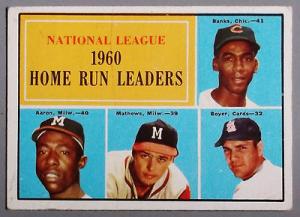 NATIONAL LEAGUE
1960
HOME RUN LEADERS
Banks, Chic.—41
Aaron, Milw.—40
Mathews, Milw.—39
Boyer, Cards—32
C
M
M